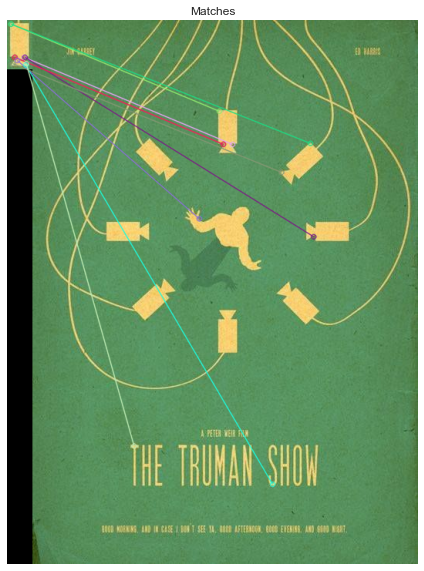 Matches
JIM CARREY
ED HARRIS
A PETER WEIR FILM
THE TRUMAN SHOW
GOOD MORNING, AND IN CASE I DON'T SEE YA, GOOD AFTERNOON, GOOD EVENING, AND GOOD NIGHT.